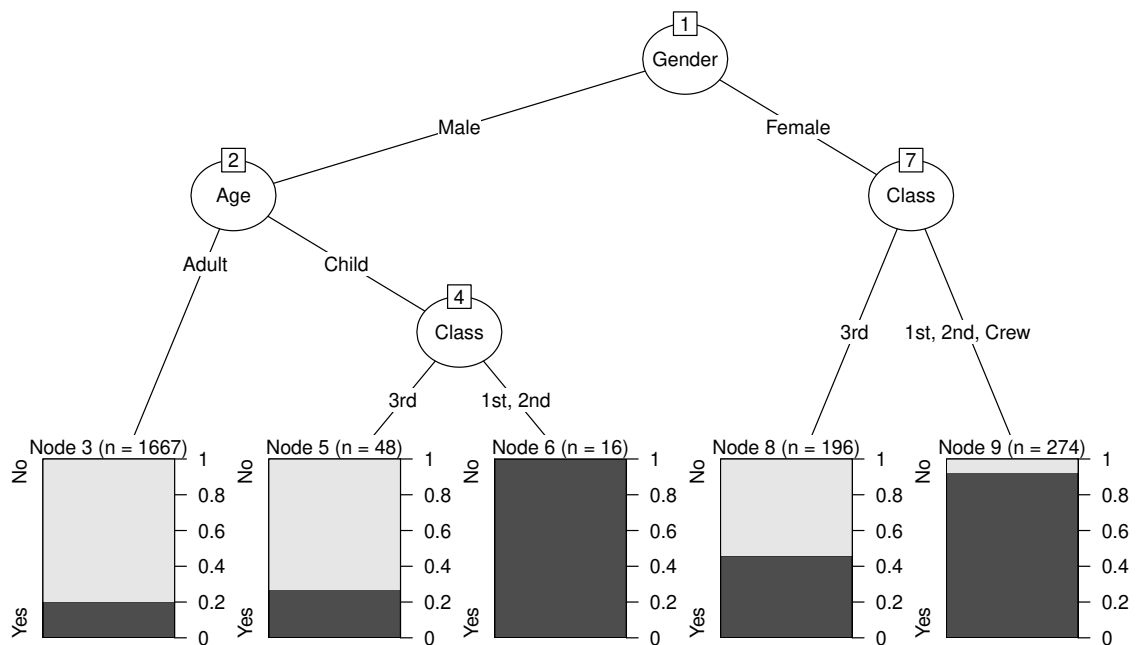 1
Gender
Male
Female
2
Age
7
Class
Adult
Child
4
Class
3rd
1st, 2nd, Crew
3rd
1st, 2nd
Node 3 (n = 1667)
Yes
No
0
0.2
0.4
0.6
0.8
1
Node 5 (n = 48)
Yes
No
0
0.2
0.4
0.6
0.8
1
Node 6 (n = 16)
Yes
No
0
0.2
0.4
0.6
0.8
1
Node 8 (n = 196)
Yes
No
0
0.2
0.4
0.6
0.8
1
Node 9 (n = 274)
Yes
No
0
0.2
0.4
0.6
0.8
1